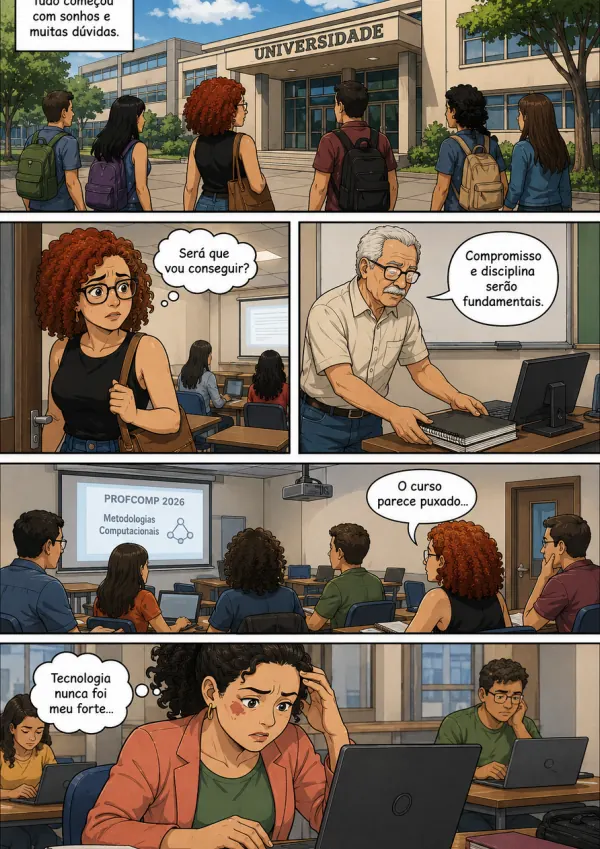 Tudo começou
com sonhos e
muitas dúvidas.
UNIVERSIDADE
Será que
vou conseguir?
Compromisso
e disciplina
serão
fundamentais.
PROFCOMP 2026
Metodologias
Computacionais
O curso
parece puxado...
Tecnologia
nunca foi
meu forte...